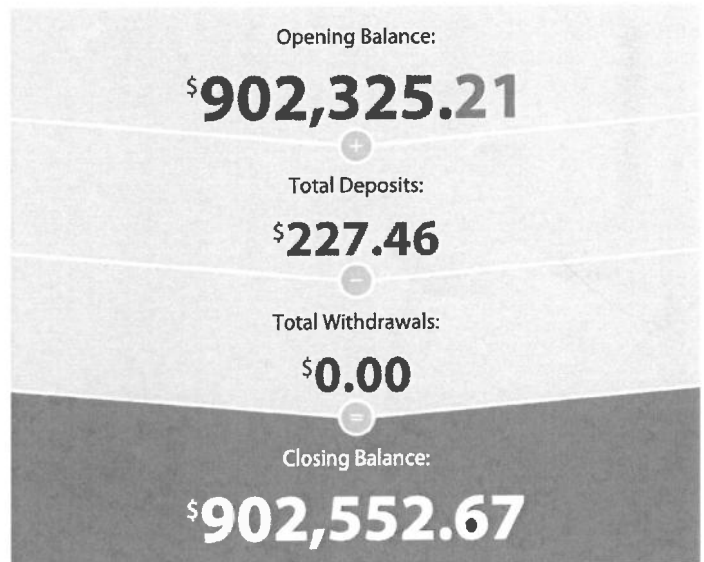 Opening Balance:
$902,325.21
+
Total Deposits:
$227.46
−
Total Withdrawals:
$0.00
=
Closing Balance:
$902,552.67